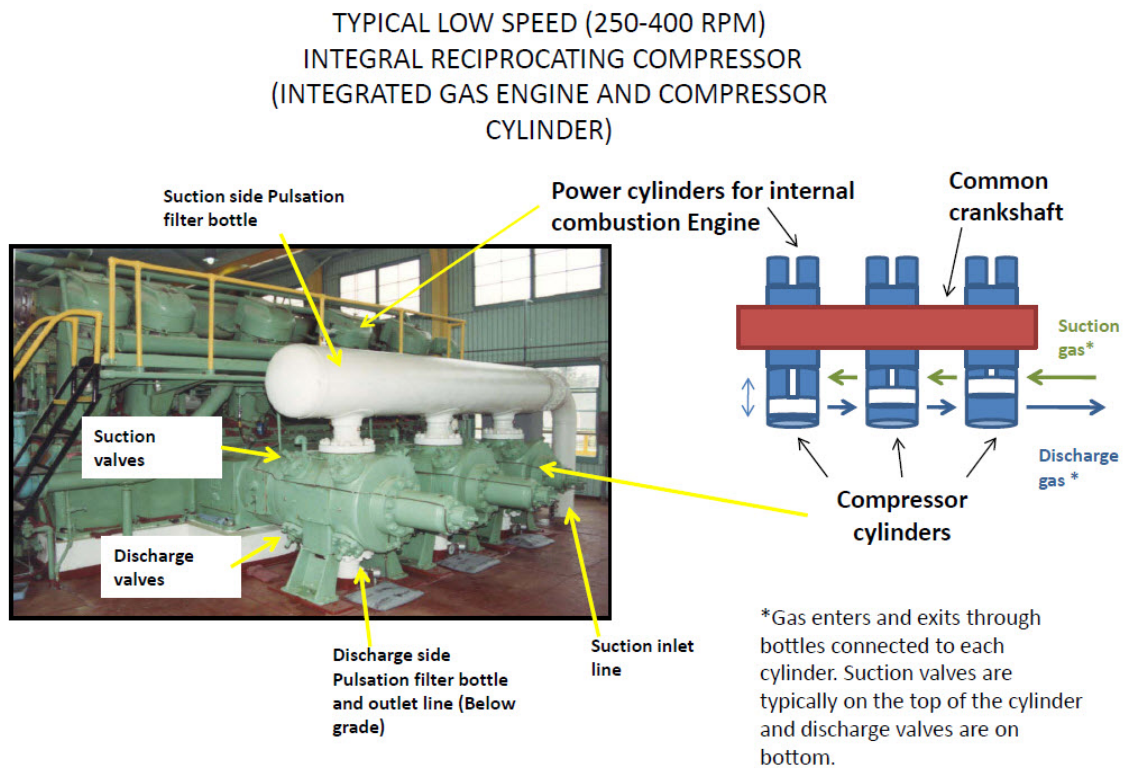 TYPICAL LOW SPEED (250-400 RPM)
INTEGRAL RECIPROCATING COMPRESSOR
(INTEGRATED GAS ENGINE AND COMPRESSOR
CYLINDER)
Suction side Pulsation
filter bottle
Power cylinders for internal
combustion Engine
Common
crankshaft
Suction
gas*
Suction
valves
Discharge
gas *
Compressor
cylinders
Discharge
valves
Discharge side
Pulsation filter bottle
and outlet line (Below
grade)
Suction inlet
line
*Gas enters and exits through
bottles connected to each
cylinder. Suction valves are
typically on the top of the cylinder
and discharge valves are on
bottom.